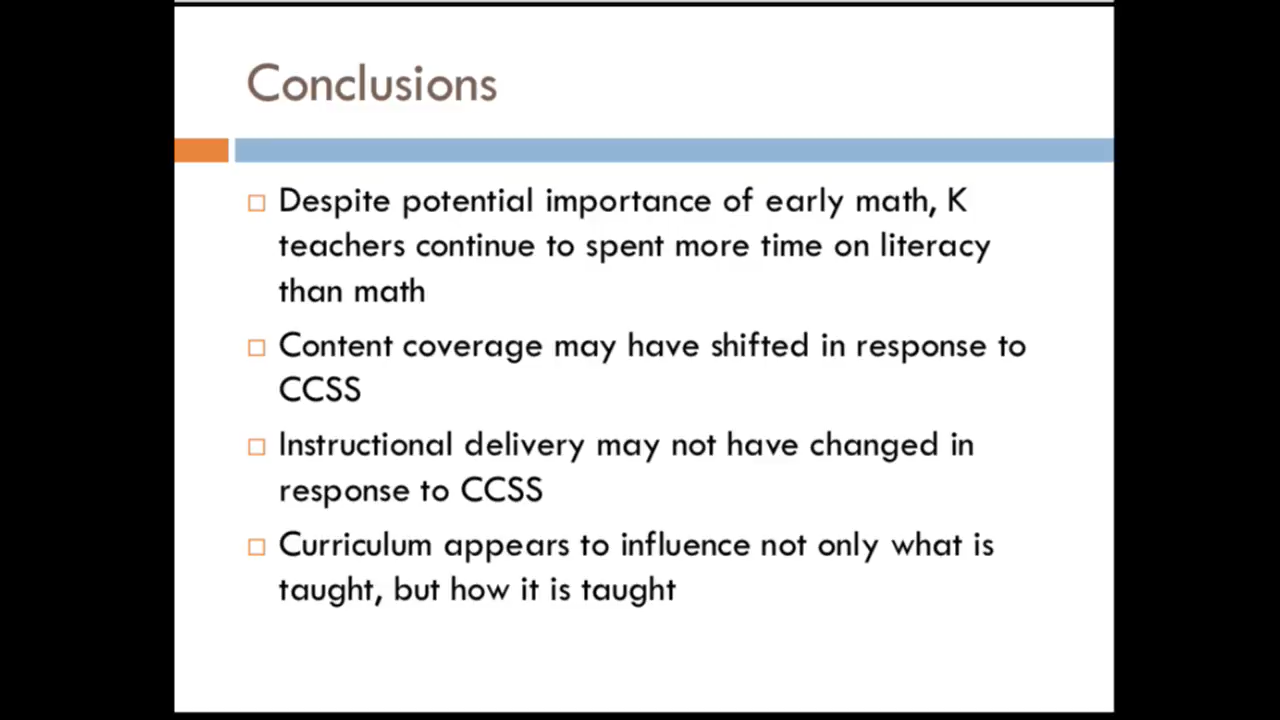 Conclusions
Despite potential importance of early math, K
teachers continue to spent more time on literacy
than math
Content coverage may have shifted in response to
CCSS
Instructional delivery may not have changed in
response to CCSS
Curriculum appears to influence not only what is
taught, but how it is taught